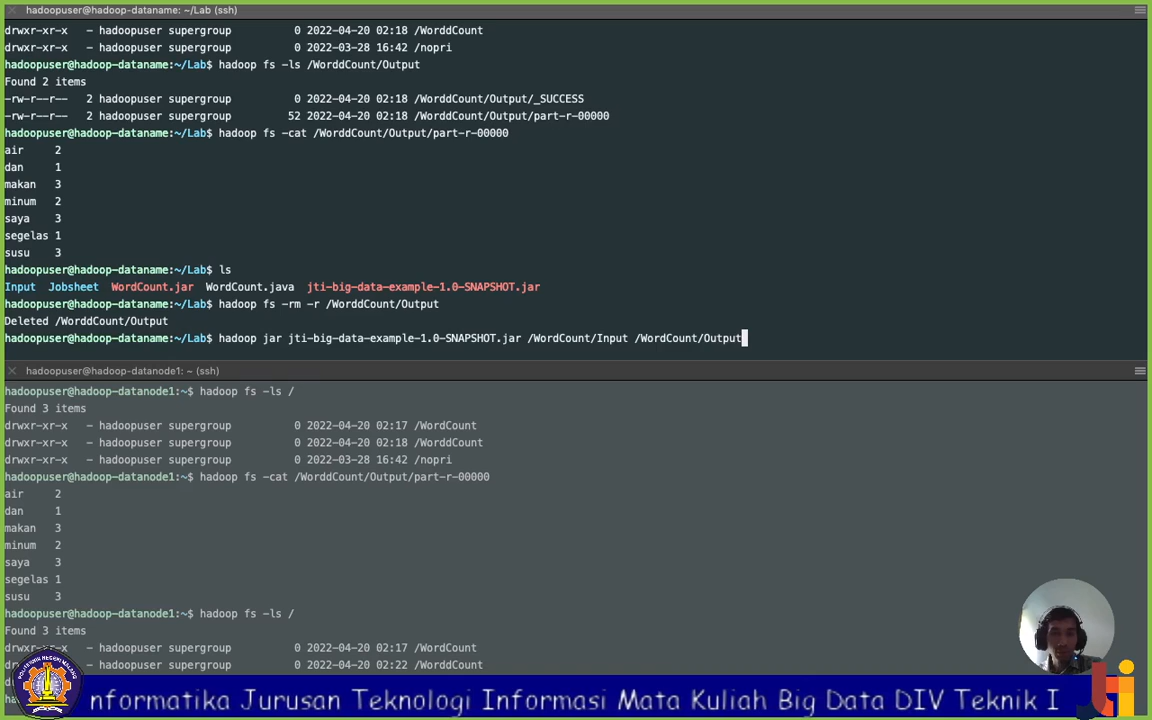 hadoopuser@hadoop-dataname: ~/Lab (ssh)
drwxr-xr-x   - hadoopuser supergroup          0 2022-04-20 02:18 /WorddCount
drwxr-xr-x   - hadoopuser supergroup          0 2022-03-28 16:42 /nopri
hadoopuser@hadoop-dataname:~/Lab$ hadoop fs -ls /WorddCount/Output
Found 2 items
-rw-r--r--   2 hadoopuser supergroup          0 2022-04-20 02:18 /WorddCount/Output/_SUCCESS
-rw-r--r--   2 hadoopuser supergroup         52 2022-04-20 02:18 /WorddCount/Output/part-r-00000
hadoopuser@hadoop-dataname:~/Lab$ hadoop fs -cat /WorddCount/Output/part-r-00000
air     2
dan     1
makan   3
minum   2
saya    3
segelas 1
susu    3
hadoopuser@hadoop-dataname:~/Lab$ ls
Input  Jobsheet  WordCount.jar  WordCount.java  jti-big-data-example-1.0-SNAPSHOT.jar
hadoopuser@hadoop-dataname:~/Lab$ hadoop fs -rm -r /WorddCount/Output
Deleted /WorddCount/Output
hadoopuser@hadoop-dataname:~/Lab$ hadoop jar jti-big-data-example-1.0-SNAPSHOT.jar /WordCount/Input /WordCount/Output
hadoopuser@hadoop-datanode1: ~ (ssh)
hadoopuser@hadoop-datanode1:~$ hadoop fs -ls /
Found 3 items
drwxr-xr-x   - hadoopuser supergroup          0 2022-04-20 02:17 /WordCount
drwxr-xr-x   - hadoopuser supergroup          0 2022-04-20 02:18 /WorddCount
drwxr-xr-x   - hadoopuser supergroup          0 2022-03-28 16:42 /nopri
hadoopuser@hadoop-datanode1:~$ hadoop fs -cat /WorddCount/Output/part-r-00000
air     2
dan     1
makan   3
minum   2
saya    3
segelas 1
susu    3
hadoopuser@hadoop-datanode1:~$ hadoop fs -ls /
Found 3 items
drwxr-xr-x   - hadoopuser supergroup          0 2022-04-20 02:17 /WordCount
drwxr-xr-x   - hadoopuser supergroup          0 2022-04-20 02:22 /WorddCount
nformatika Jurusan Teknologi Informasi Mata Kuliah Big Data DIV Teknik I